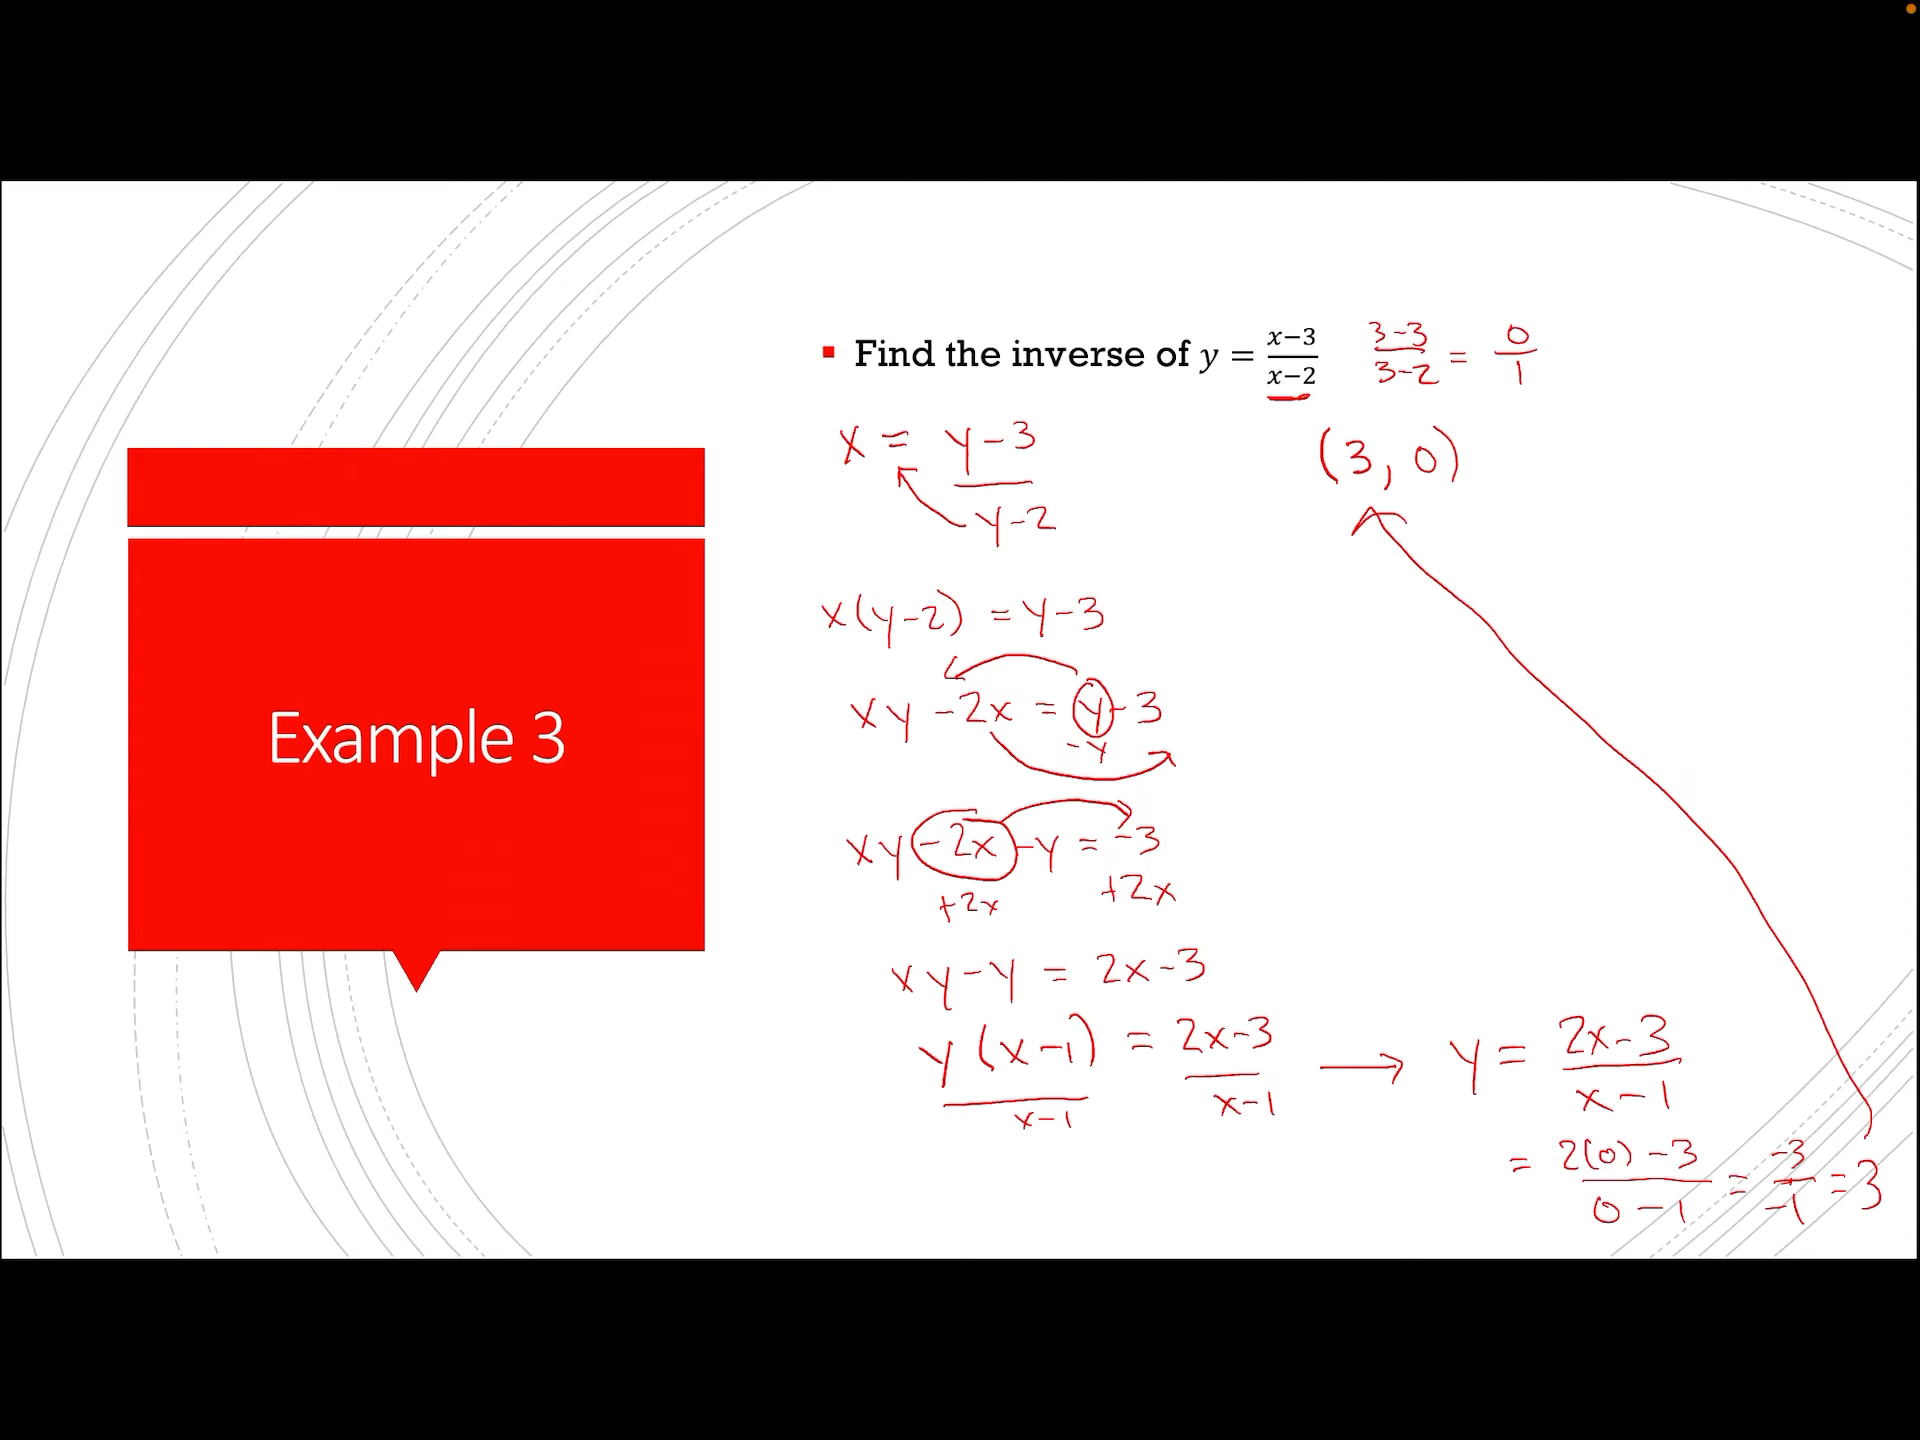 Example 3
Find the inverse of y = x−3/x−2
3-3/3-2 = 0/1
x = y-3/y-2
(3, 0)
x(y-2) = y-3
xy -2x = y-3
-y
xy -2x -y = -3
+2x +2x
xy-y = 2x-3
y(x-1)/x-1 = 2x-3/x-1 → y = 2x-3/x-1
= 2(0)-3/0-1 = -3/-1 = 3